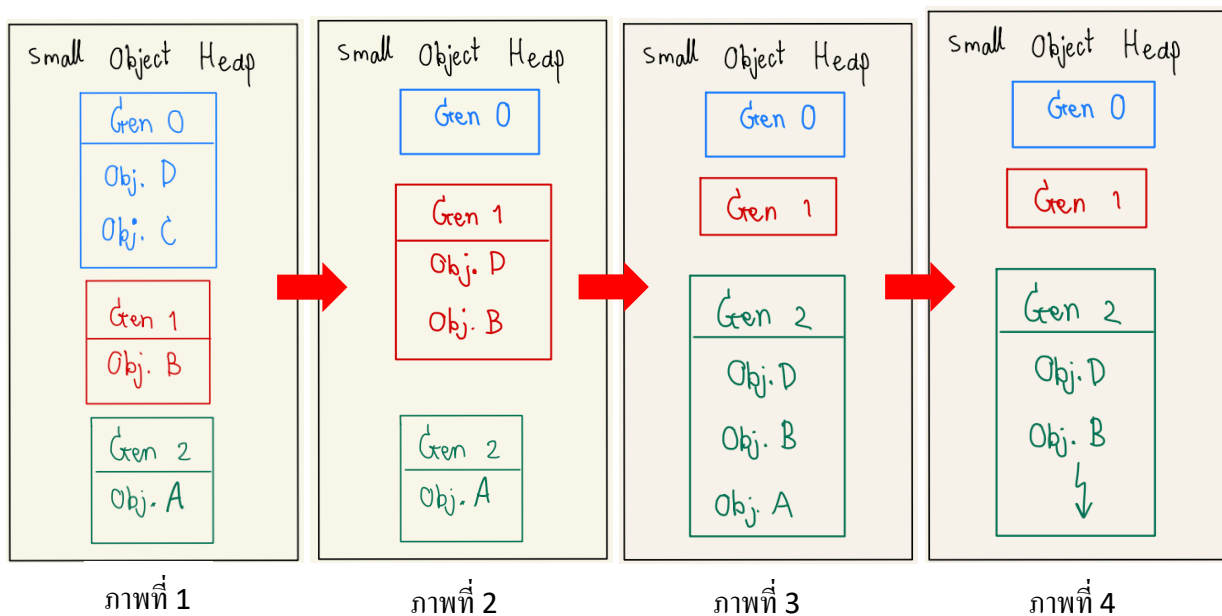 Small Object Heap
Gen 0
Obj. D
Obj. C
Gen 1
Obj. B
Gen 2
Obj. A
ภาพที่ 1
Small Object Heap
Gen 0
Gen 1
Obj. D
Obj. B
Gen 2
Obj. A
ภาพที่ 2
Small Object Heap
Gen 0
Gen 1
Gen 2
Obj. D
Obj. B
Obj. A
ภาพที่ 3
Small Object Heap
Gen 0
Gen 1
Gen 2
Obj. D
Obj. B
ภาพที่ 4